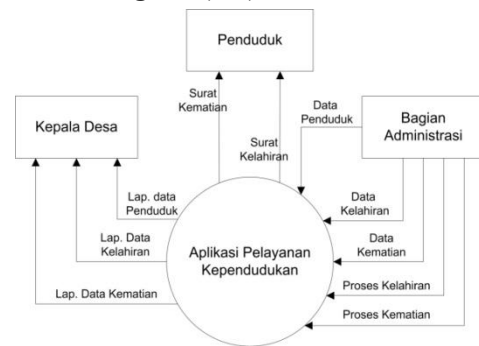 Penduduk
Surat
Kematian
Data
Penduduk
Bagian
Administrasi
Kepala Desa
Surat
Kelahiran
Lap. data
Penduduk
Data
Kelahiran
Lap. Data
Kelahiran
Aplikasi Pelayanan
Kependudukan
Data
Kematian
Lap. Data Kematian
Proses Kelahiran
Proses Kematian